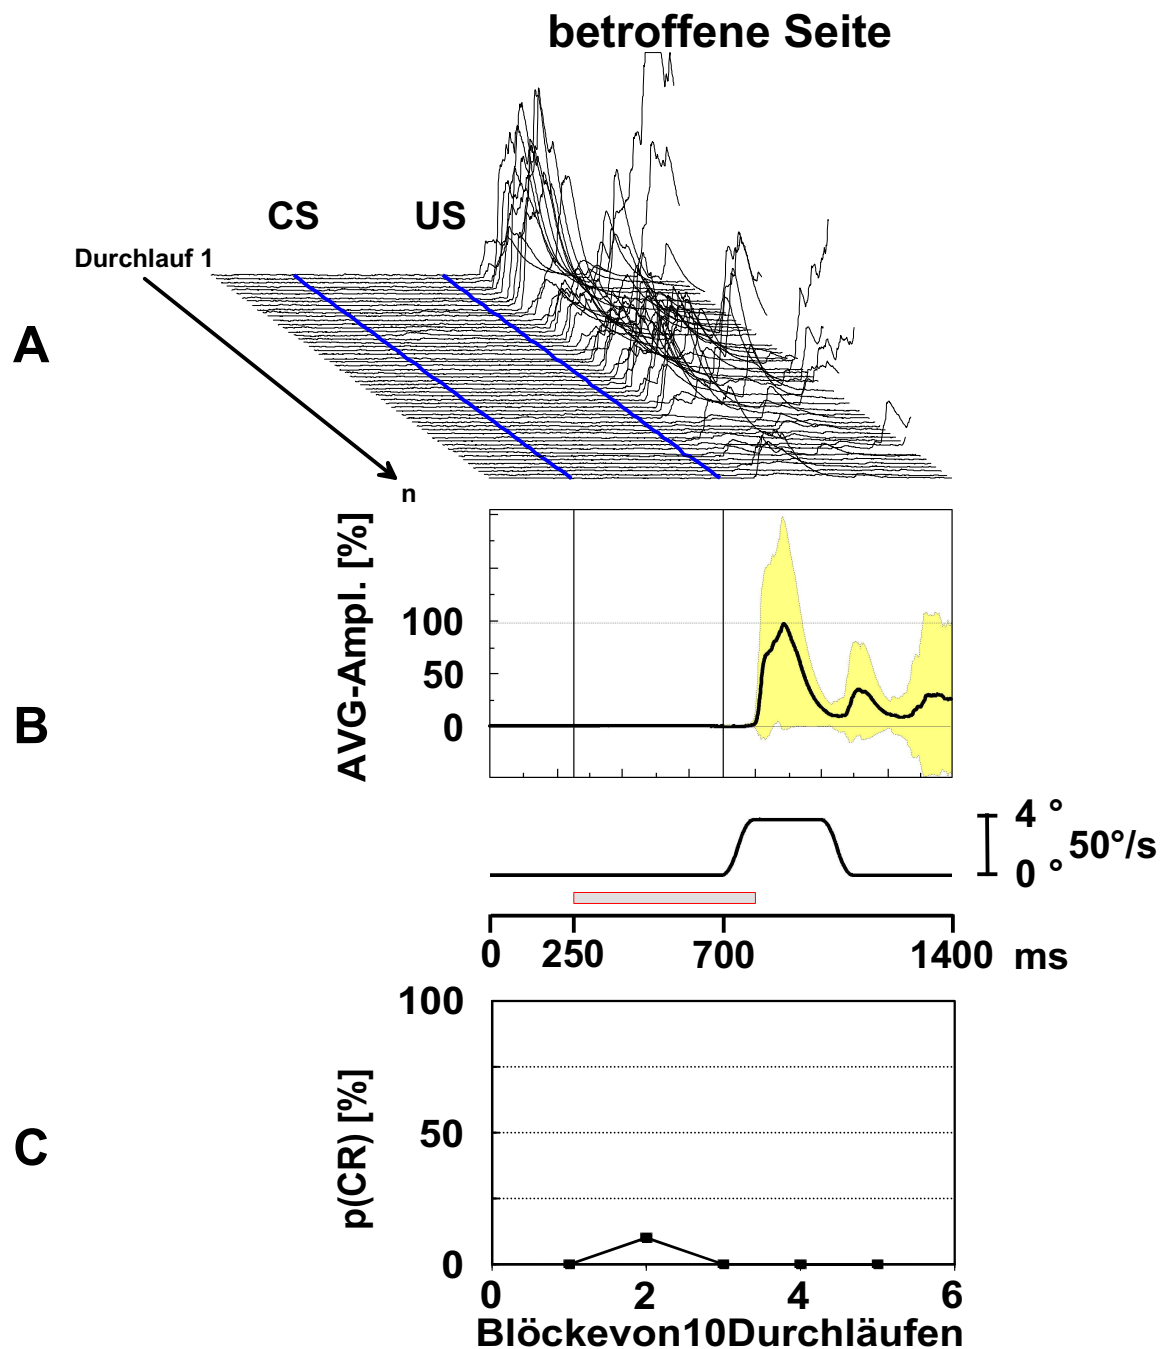 betroffene Seite
CS
US
Durchlauf 1
A
n
AVG-Ampl. [%]
100
50
0
B
4 °
50°/s
0 °
0
250
700
1400
ms
100
50
0
p(CR) [%]
C
0
2
4
6
Blöckevon10Durchläufen